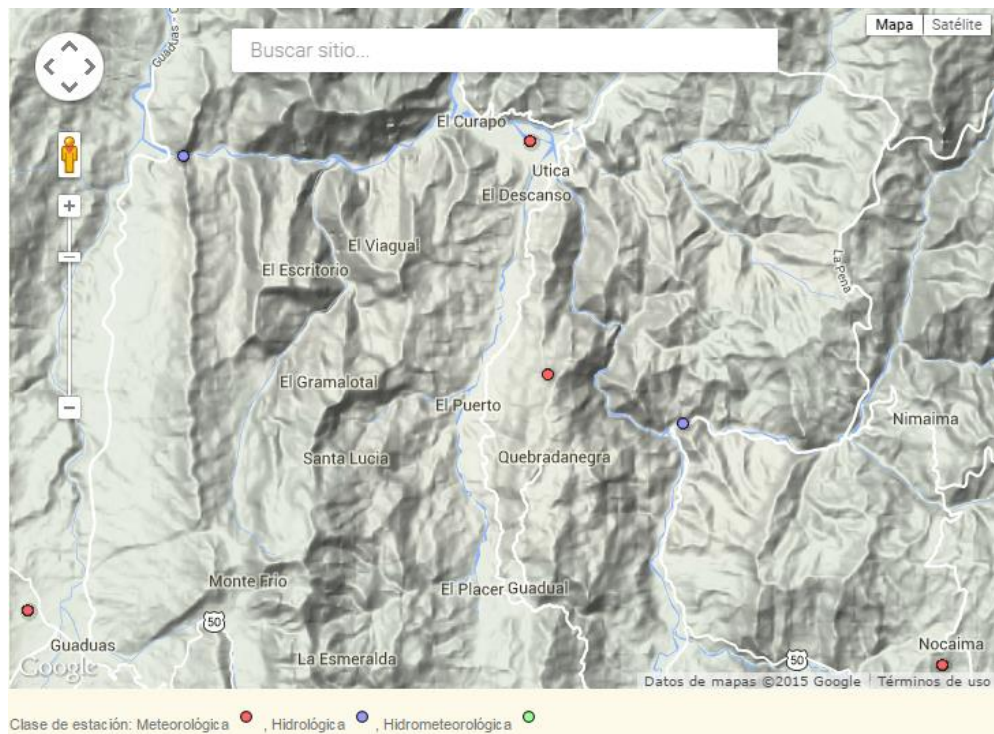 Guaduas - C
Buscar sitio...
Mapa Satélite
El Curapo
Utica
El Descanso
El Viagual
El Escritorio
La Pena
El Gramalotal
El Puerto
Nimaima
Santa Lucia
Quebradanegra
Monte Frio
El Placer Guadual
50
Guaduas
La Esmeralda
50
Nocaima
Google
Datos de mapas ©2015 Google Términos de uso
Clase de estación: Meteorológica , Hidrológica , Hidrometeorológica